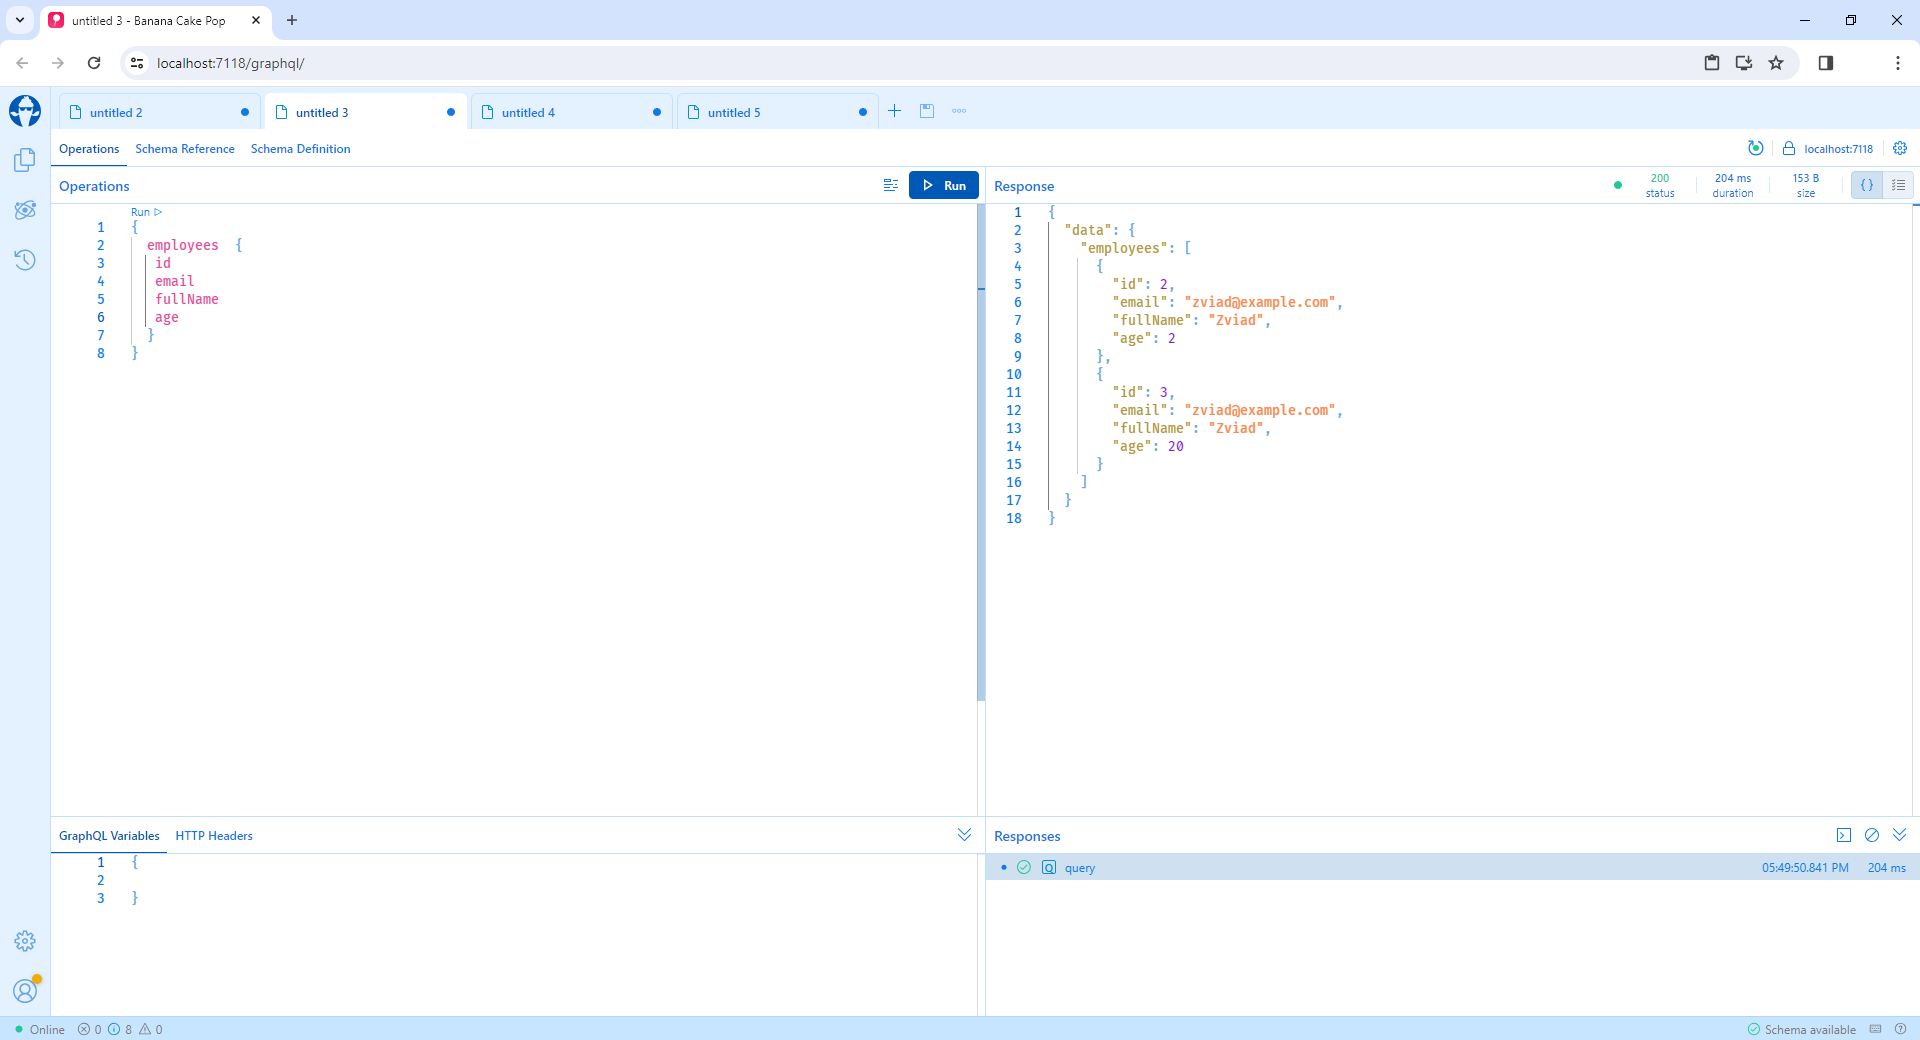 untitled 3 - Banana Cake Pop
localhost:7118/graphql/
untitled 2
untitled 3
untitled 4
untitled 5
Operations
Schema Reference
Schema Definition
localhost:7118
Operations
Run
Run
1 {
2 employees {
3 id
4 email
5 fullName
6 age
7 }
8 }
Response
200
status
204 ms
duration
153 B
size
{ }
1 {
2 "data": {
3 "employees": [
4 {
5 "id": 2,
6 "email": "zviad@example.com",
7 "fullName": "Zviad",
8 "age": 2
9 },
10 {
11 "id": 3,
12 "email": "zviad@example.com",
13 "fullName": "Zviad",
14 "age": 20
15 }
16 ]
17 }
18 }
GraphQL Variables
HTTP Headers
1 {
2
3 }
Responses
Q query 05:49:50.841 PM 204 ms
Online 0 8 0
Schema available